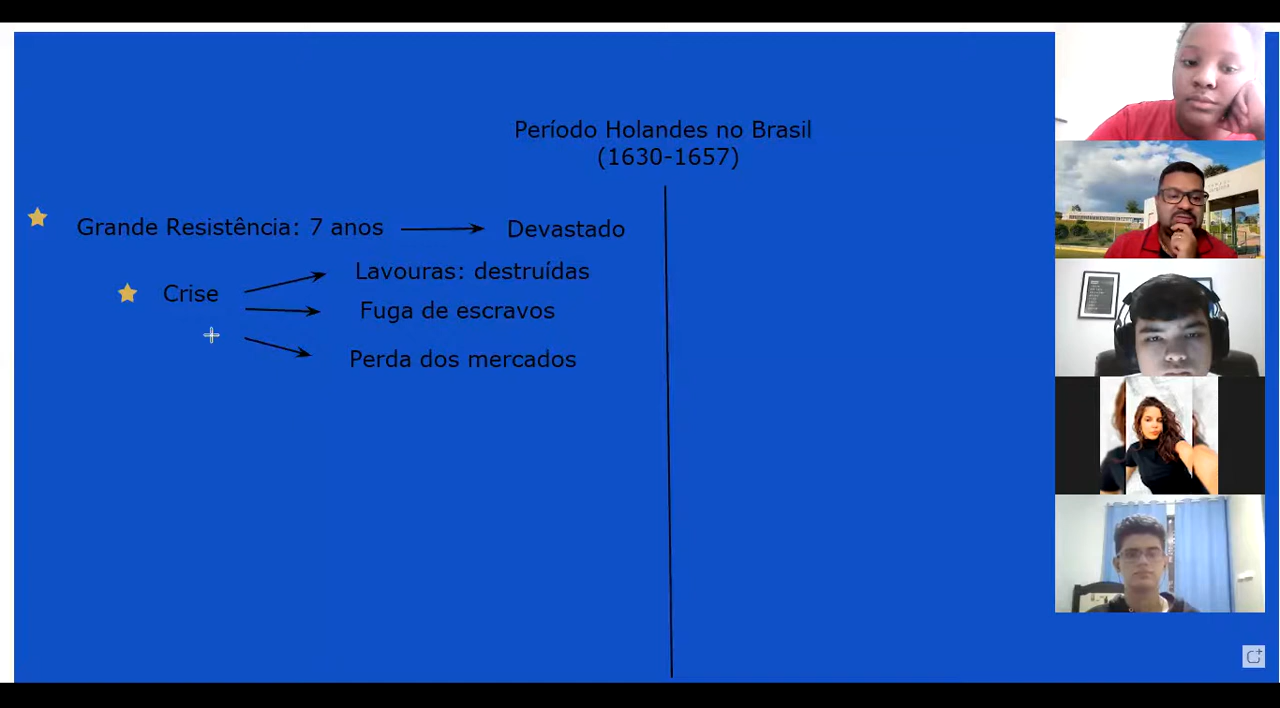 Período Holandes no Brasil
(1630-1657)
Grande Resistência: 7 anos
Devastado
Crise
Lavouras: destruídas
Fuga de escravos
Perda dos mercados